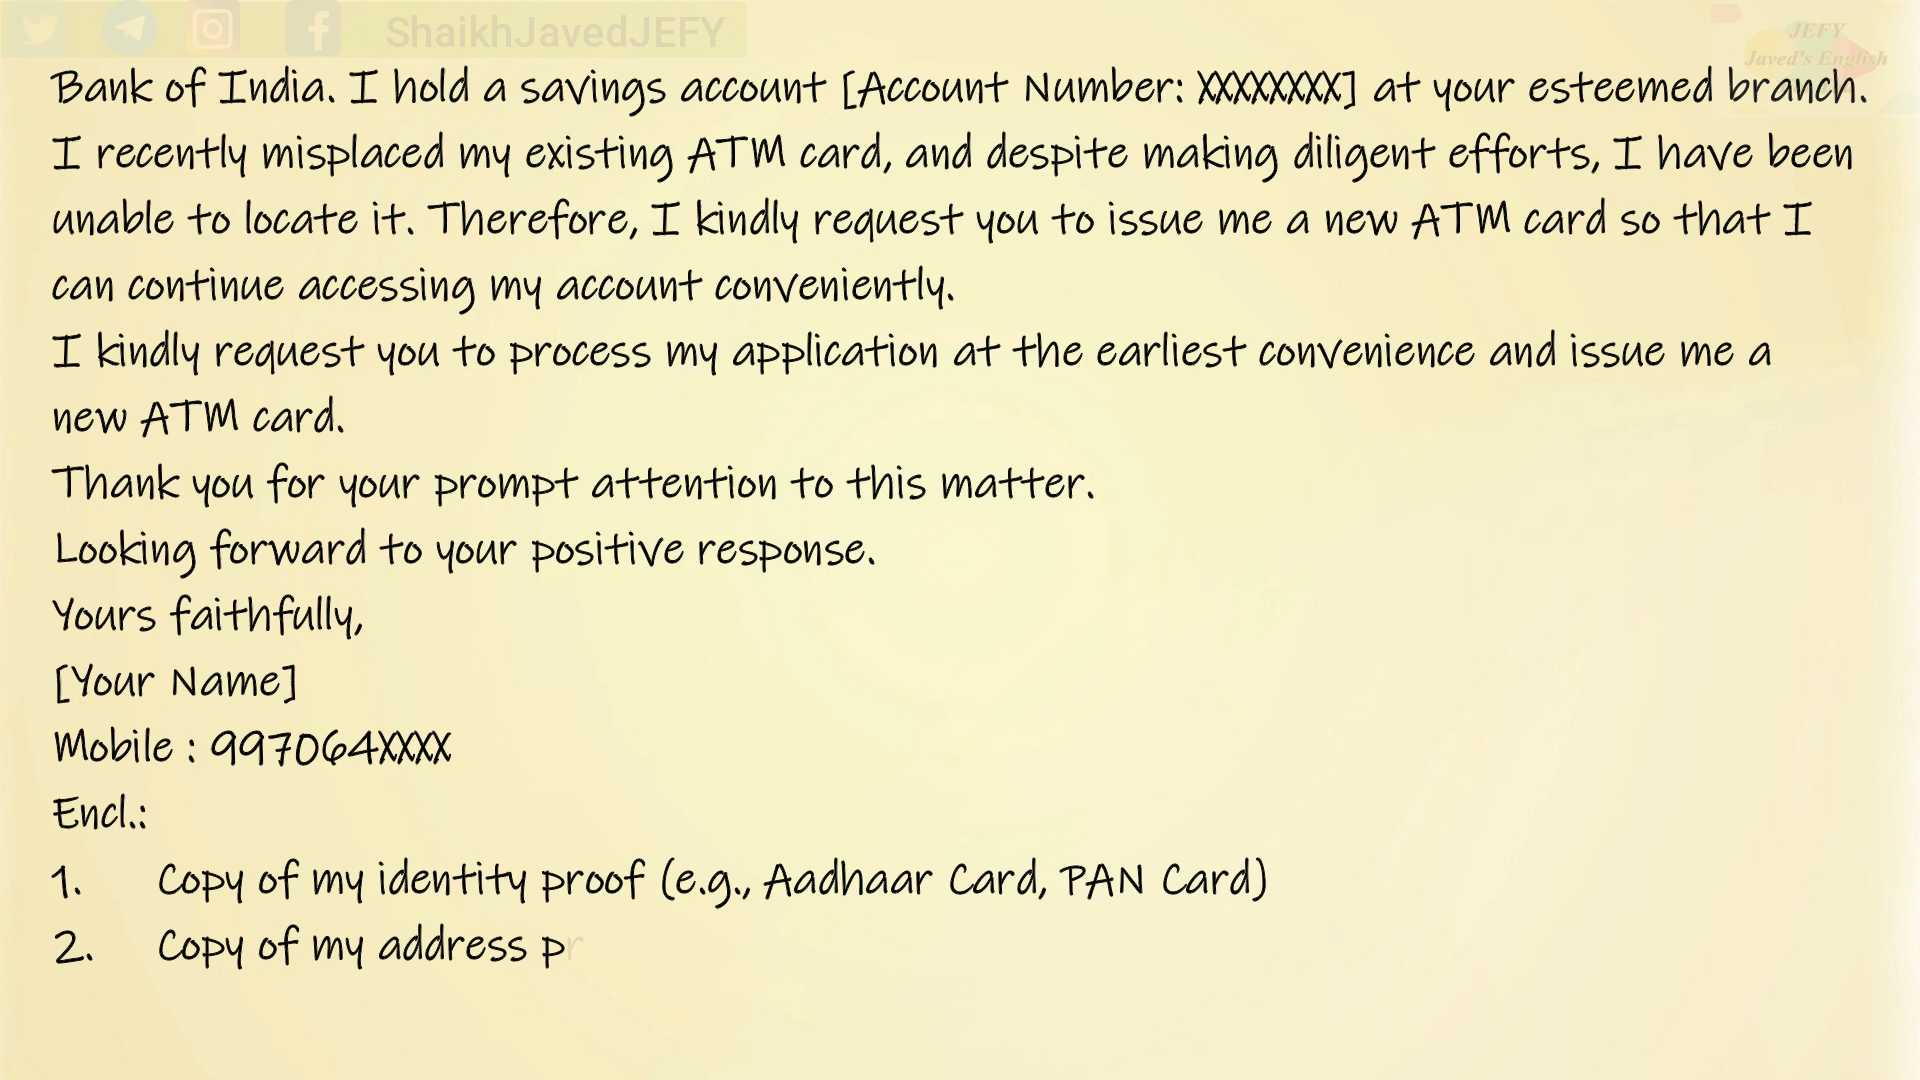 ShaikhJavedJEFY
JEFY
Javed's English
Bank of India. I hold a savings account [Account Number: XXXXXXXX] at your esteemed branch.
I recently misplaced my existing ATM card, and despite making diligent efforts, I have been
unable to locate it. Therefore, I kindly request you to issue me a new ATM card so that I
can continue accessing my account conveniently.
I kindly request you to process my application at the earliest convenience and issue me a
new ATM card.
Thank you for your prompt attention to this matter.
Looking forward to your positive response.
Yours faithfully,
[Your Name]
Mobile : 997064XXXX
Encl.:
1. Copy of my identity proof (e.g., Aadhaar Card, PAN Card)
2. Copy of my address pr